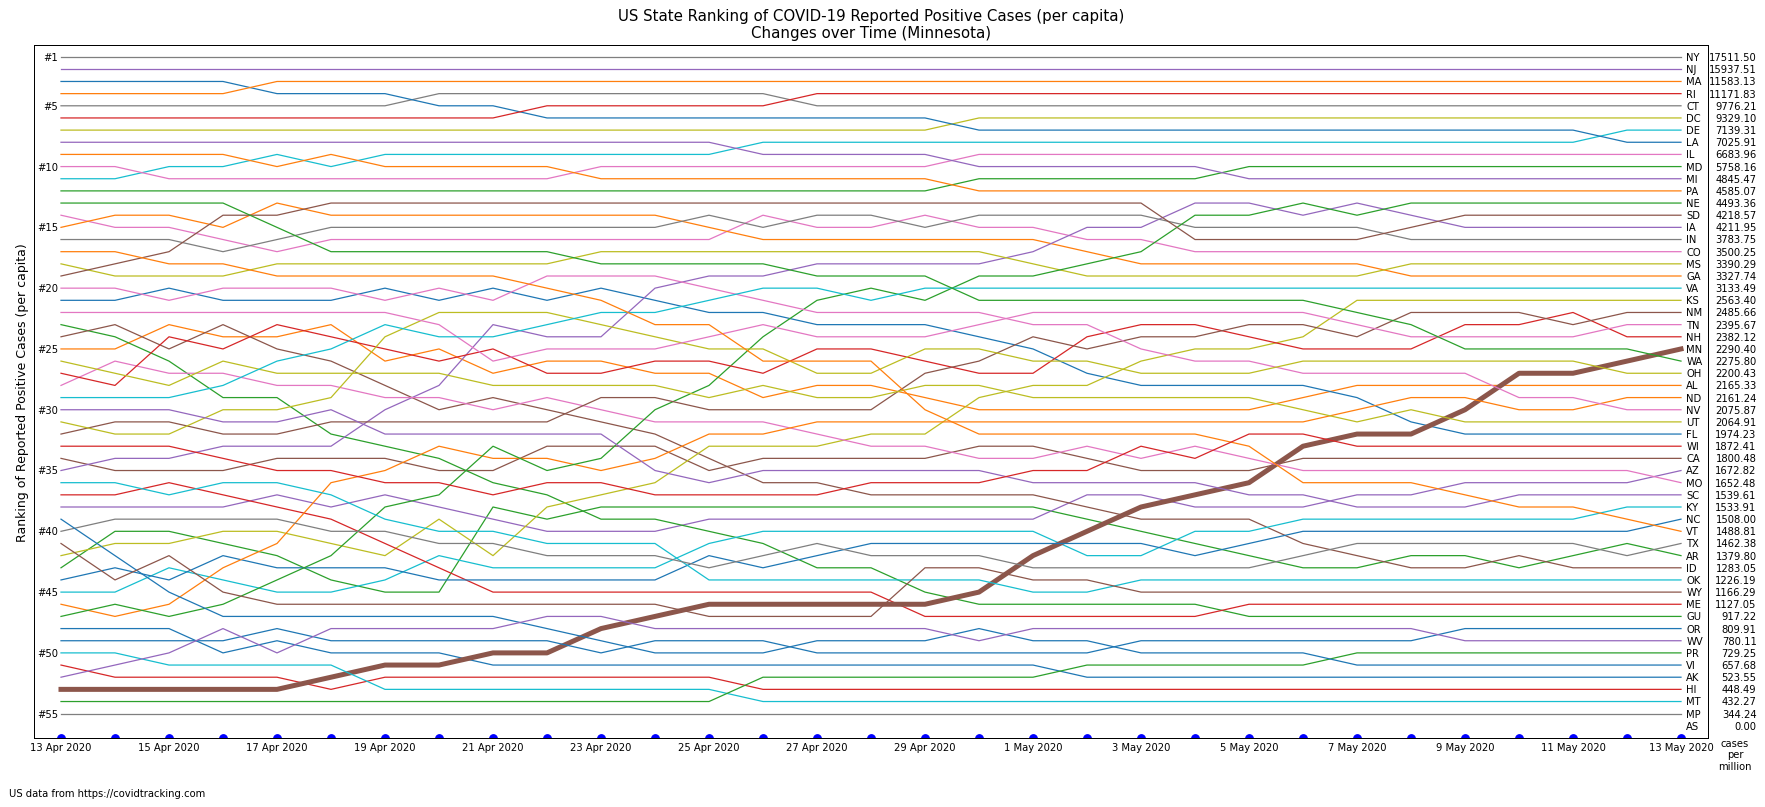 US State Ranking of COVID-19 Reported Positive Cases (per capita)
Changes over Time (Minnesota)
Ranking of Reported Positive Cases (per capita)
#1
#5
#10
#15
#20
#25
#30
#35
#40
#45
#50
#55
NY 17511.50
NJ 15937.51
MA 11583.13
RI 11171.83
CT 9776.21
DC 9329.10
DE 7139.31
LA 7025.91
IL 6683.96
MD 5758.16
MI 4845.47
PA 4585.07
NE 4493.36
SD 4218.57
IA 4211.95
IN 3783.75
CO 3500.25
MS 3390.29
GA 3327.74
VA 3133.49
KS 2563.40
NM 2485.66
TN 2395.67
NH 2382.12
MN 2290.40
WA 2275.80
OH 2200.43
AL 2165.33
ND 2161.24
NV 2075.87
UT 2064.91
FL 1974.23
WI 1872.41
CA 1800.48
AZ 1672.82
MO 1652.48
SC 1539.61
KY 1533.91
NC 1508.00
VT 1488.81
TX 1462.38
AR 1379.80
ID 1283.05
OK 1226.19
WY 1166.29
ME 1127.05
GU 917.22
OR 809.91
WV 780.11
PR 729.25
VI 657.68
AK 523.55
HI 448.49
MT 432.27
MP 344.24
AS 0.00
13 Apr 2020 15 Apr 2020 17 Apr 2020 19 Apr 2020 21 Apr 2020 23 Apr 2020 25 Apr 2020 27 Apr 2020 29 Apr 2020 1 May 2020 3 May 2020 5 May 2020 7 May 2020 9 May 2020 11 May 2020 13 May 2020
cases
per
million
US data from https://covidtracking.com